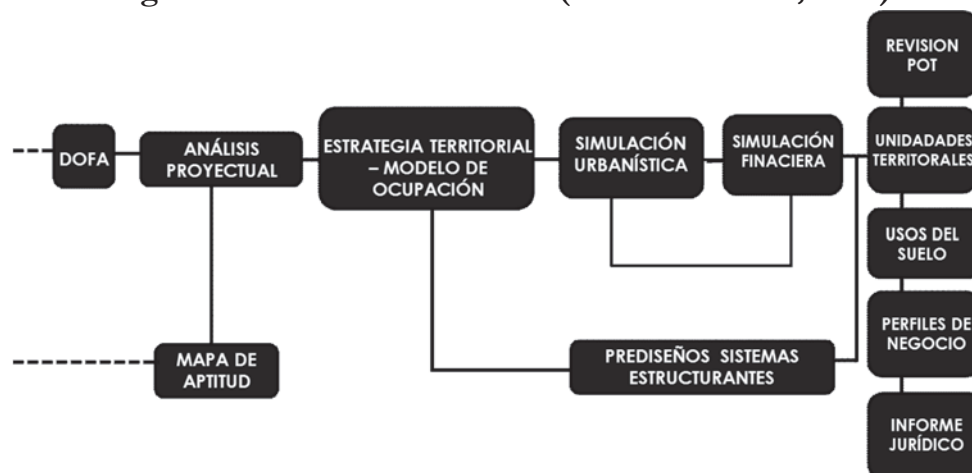 DOFA
ANÁLISIS
PROYECTUAL
ESTRATEGIA TERRITORIAL
– MODELO DE
OCUPACIÓN
SIMULACIÓN
URBANÍSTICA
SIMULACIÓN
FINACIERA
REVISION
POT
UNIDADADES
TERRITORALES
USOS DEL
SUELO
PERFILES DE
NEGOCIO
INFORME
JURÍDICO
MAPA DE
APTITUD
PREDISEÑOS SISTEMAS
ESTRUCTURANTES